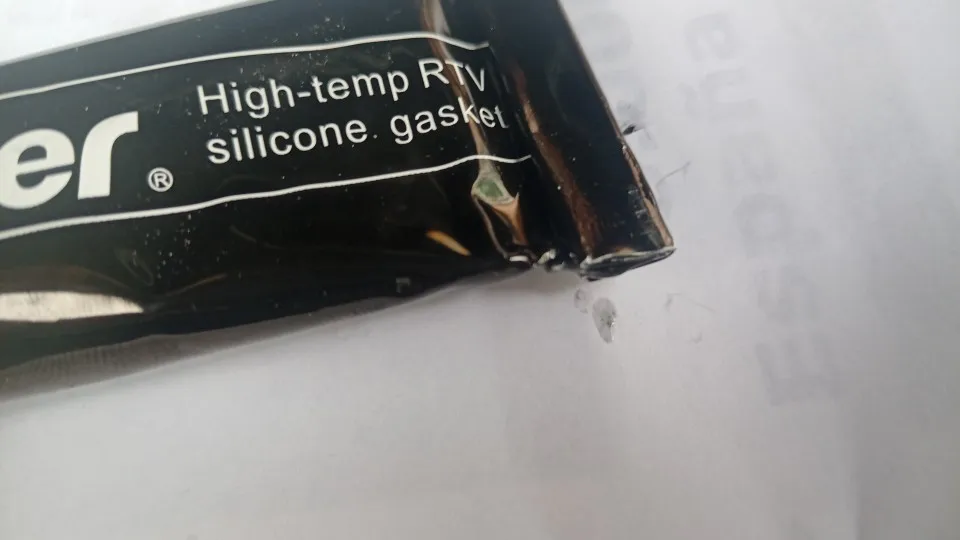 er®
High-temp RTV
silicone gasket